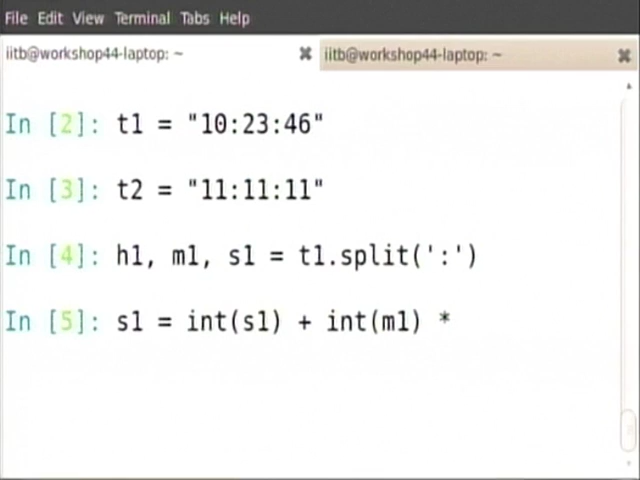 File Edit View Terminal Tabs Help
iitb@workshop44-laptop: ~ iitb@workshop44-laptop: ~
In [2]: t1 = "10:23:46"
In [3]: t2 = "11:11:11"
In [4]: h1, m1, s1 = t1.split(':')
In [5]: s1 = int(s1) + int(m1) *